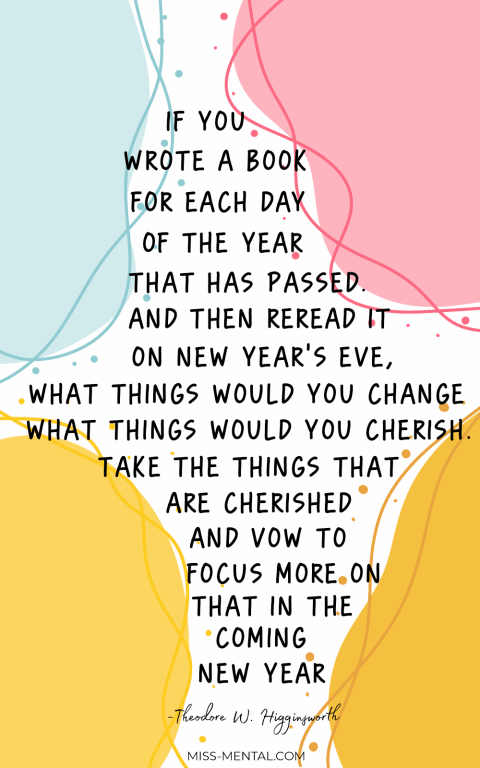 IF YOU
WROTE A BOOK
FOR EACH DAY
OF THE YEAR
THAT HAS PASSED.
AND THEN REREAD IT
ON NEW YEAR'S EVE,
WHAT THINGS WOULD YOU CHANGE
WHAT THINGS WOULD YOU CHERISH.
TAKE THE THINGS THAT
ARE CHERISHED
AND VOW TO
FOCUS MORE ON
THAT IN THE
COMING
NEW YEAR
-Theodore W. Higginsworth
MISS-MENTAL.COM